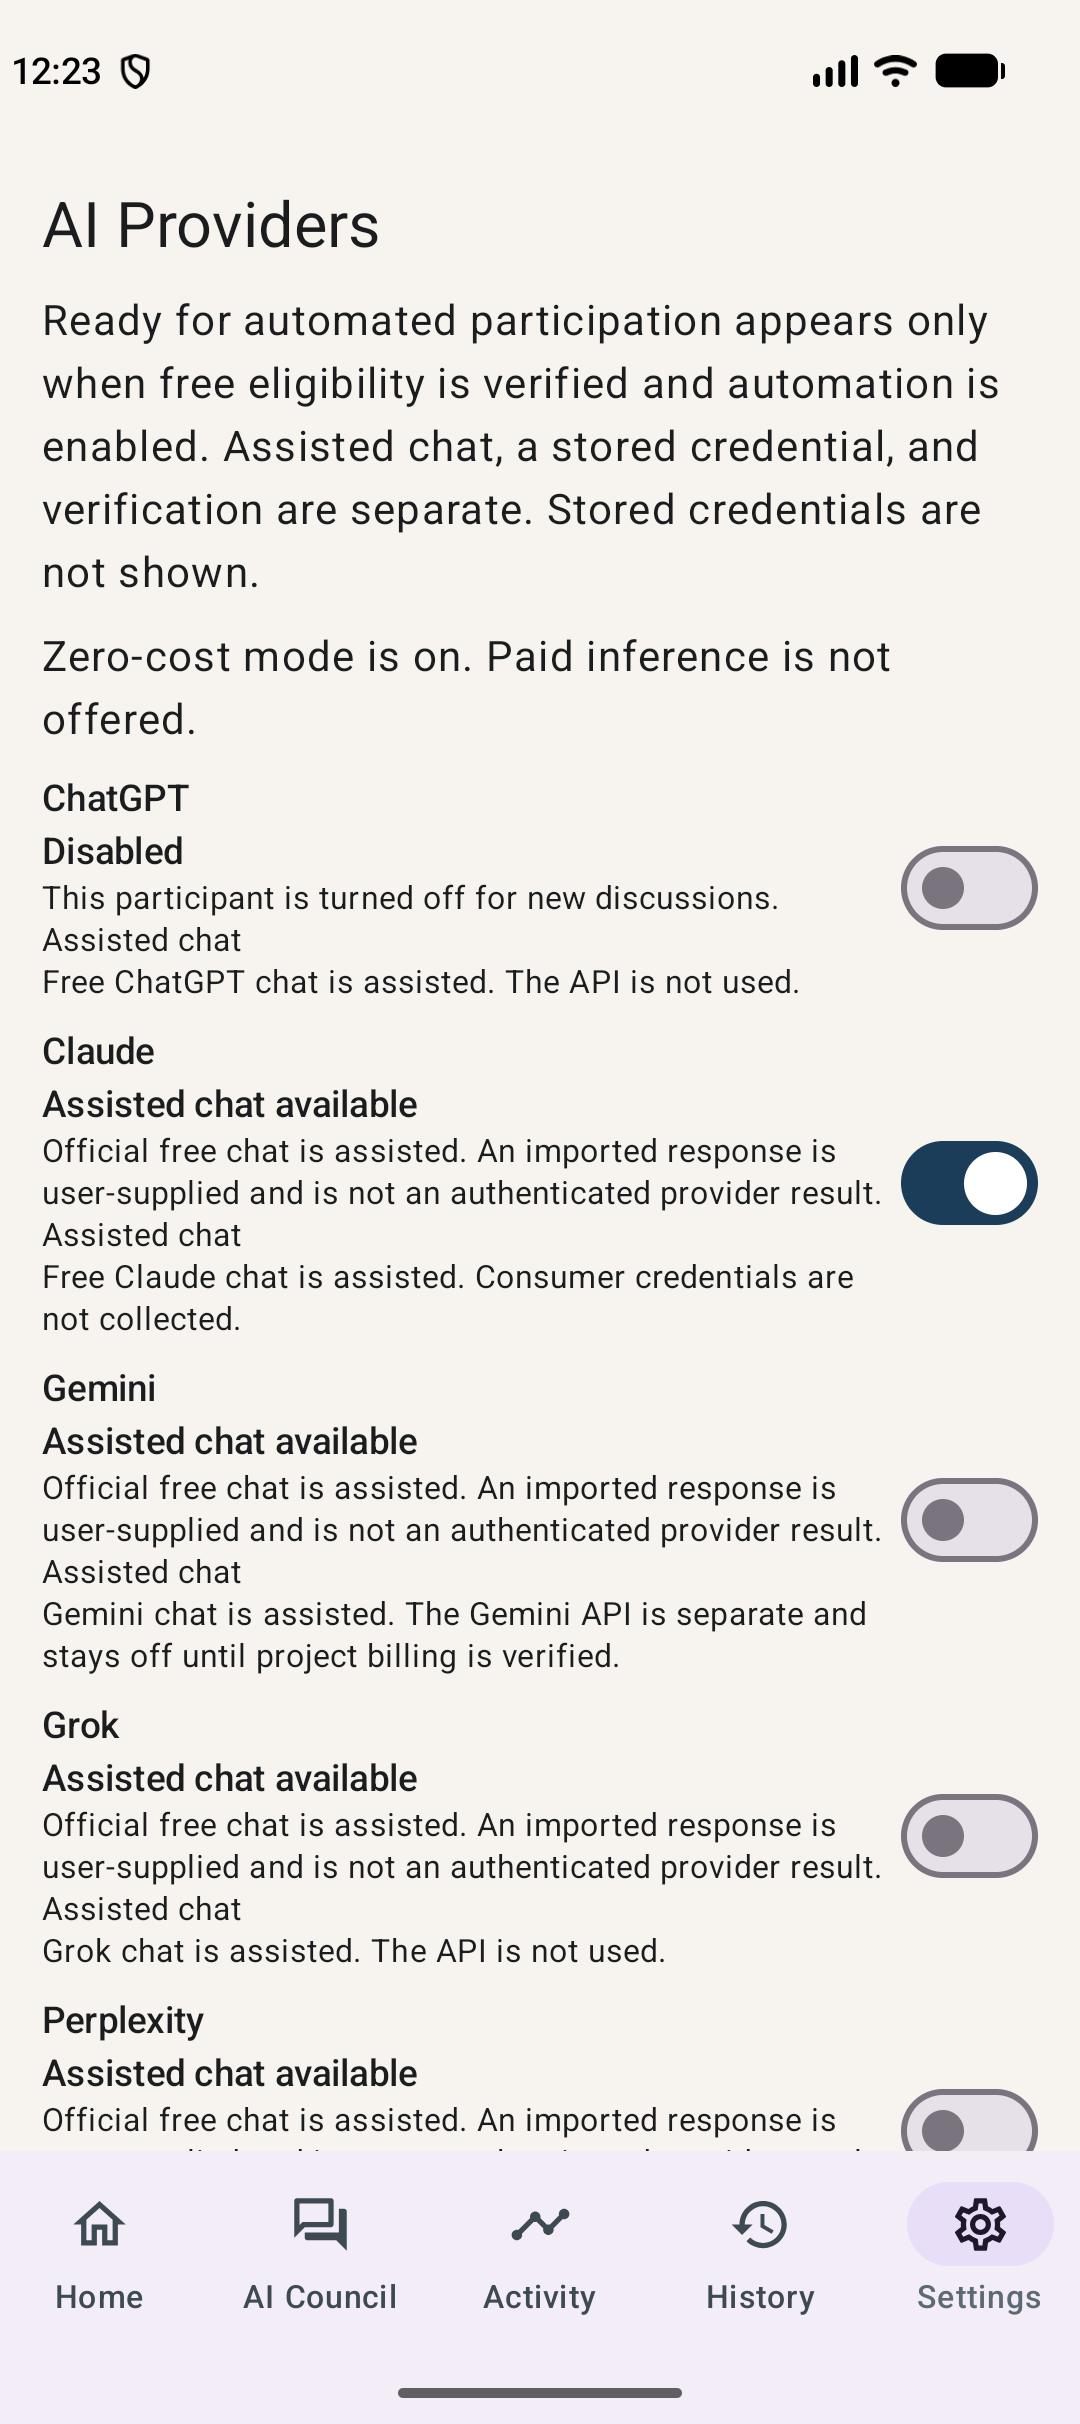 12:23
AI Providers
Ready for automated participation appears only
when free eligibility is verified and automation is
enabled. Assisted chat, a stored credential, and
verification are separate. Stored credentials are
not shown.
Zero-cost mode is on. Paid inference is not
offered.
ChatGPT
Disabled
This participant is turned off for new discussions.
Assisted chat
Free ChatGPT chat is assisted. The API is not used.
Claude
Assisted chat available
Official free chat is assisted. An imported response is
user-supplied and is not an authenticated provider result.
Assisted chat
Free Claude chat is assisted. Consumer credentials are
not collected.
Gemini
Assisted chat available
Official free chat is assisted. An imported response is
user-supplied and is not an authenticated provider result.
Assisted chat
Gemini chat is assisted. The Gemini API is separate and
stays off until project billing is verified.
Grok
Assisted chat available
Official free chat is assisted. An imported response is
user-supplied and is not an authenticated provider result.
Assisted chat
Grok chat is assisted. The API is not used.
Perplexity
Assisted chat available
Official free chat is assisted. An imported response is
Home
AI Council
Activity
History
Settings